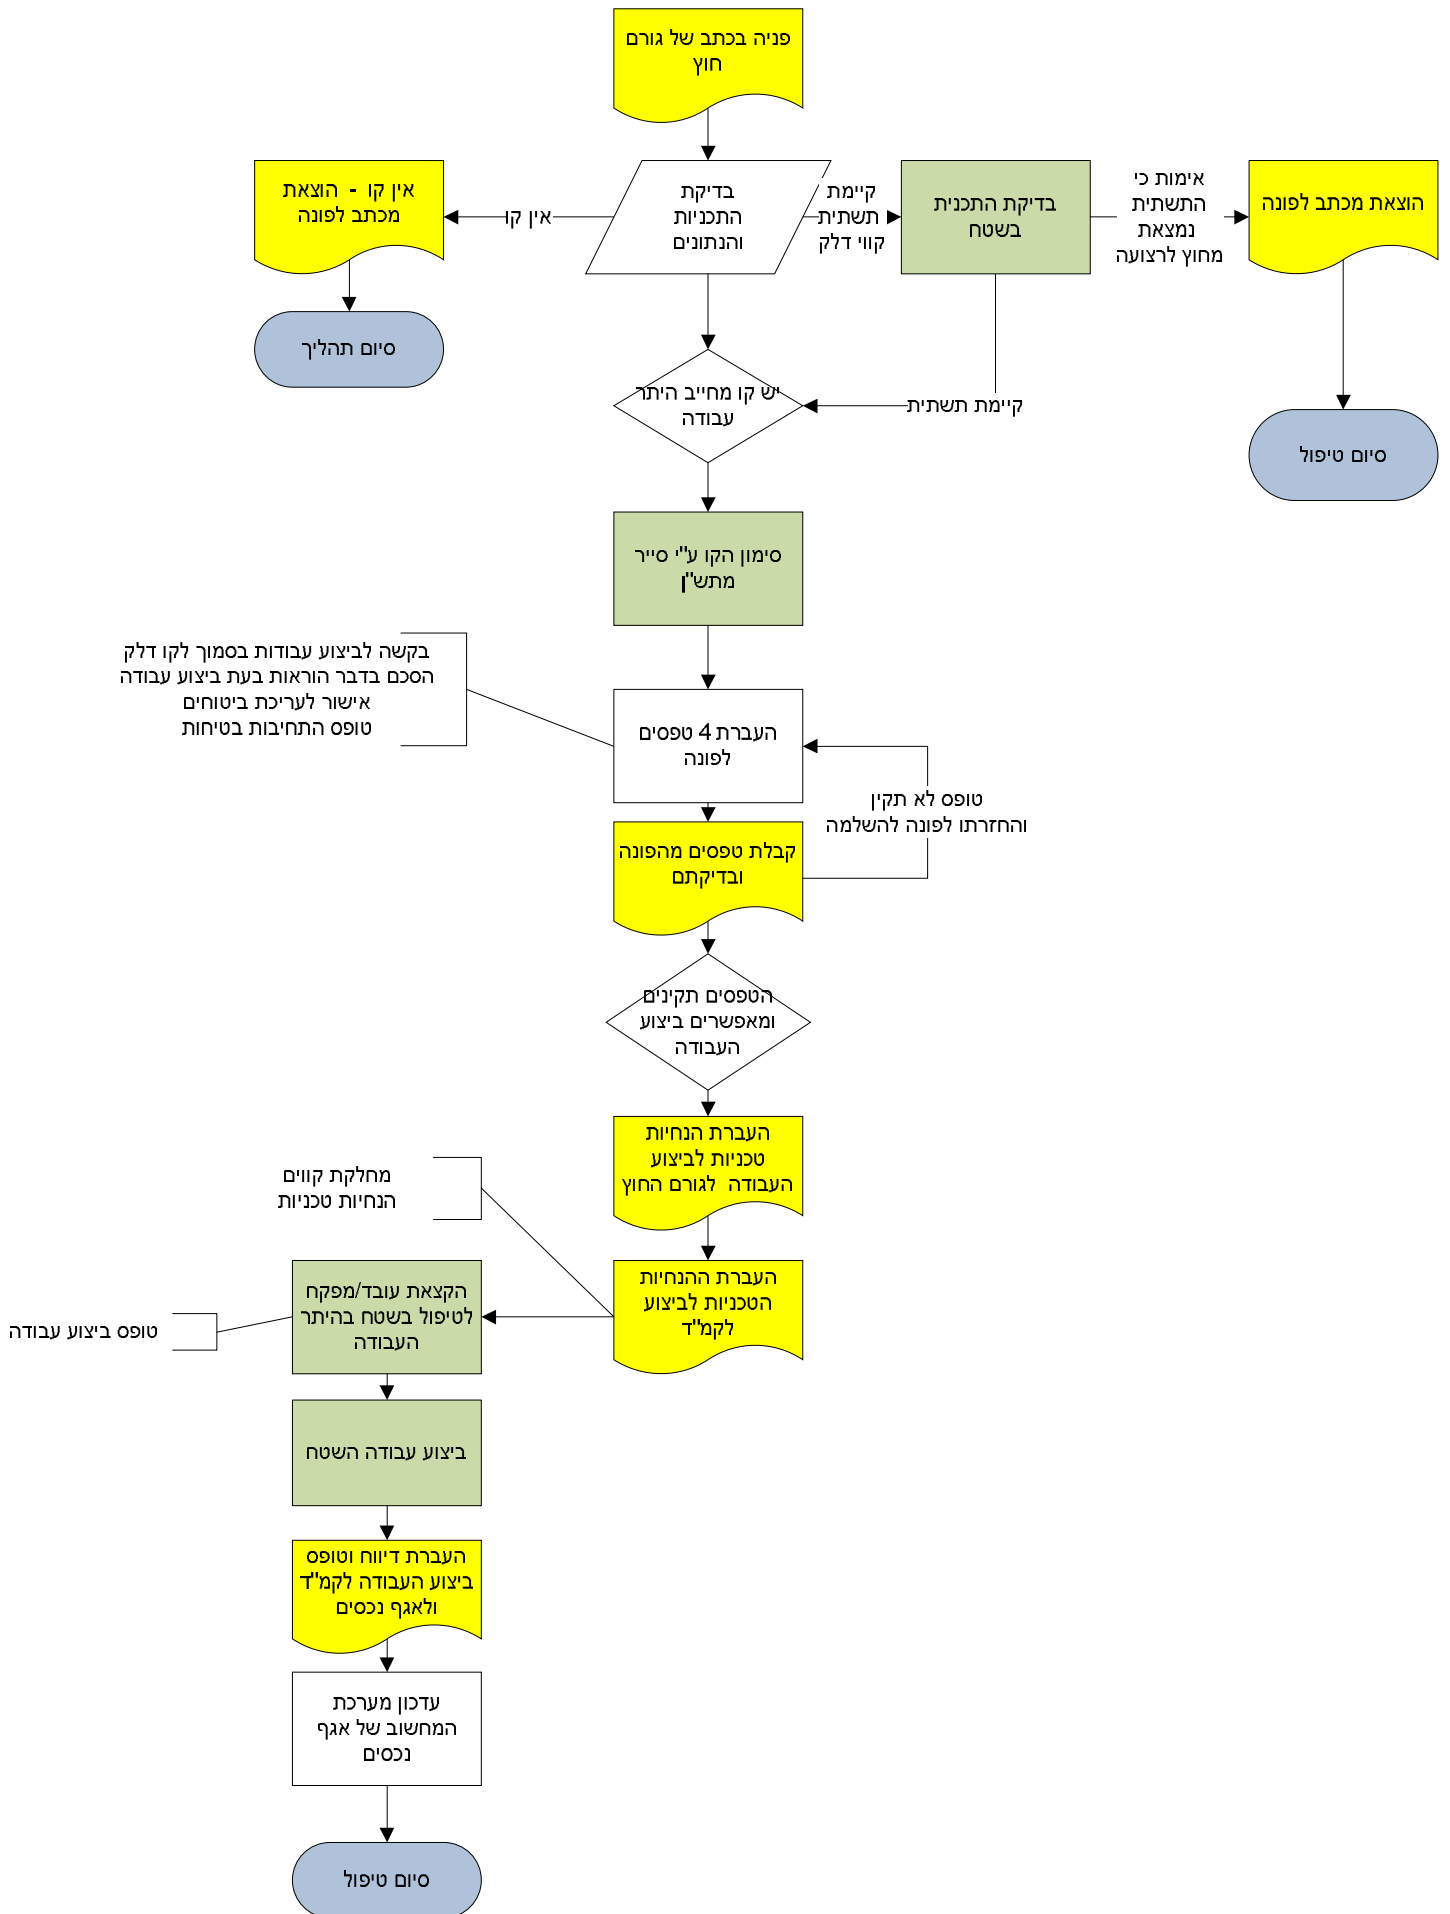 פניה בכתב של גורם
חוץ
בדיקת
התכניות
והנתונים
אין קו
אין קו - הוצאת
מכתב לפונה
סיום תהליך
קיימת
תשתית
קווי דלק
בדיקת התכנית
בשטח
אימות כי
התשתית
נמצאת
מחוץ לרצועה
הוצאת מכתב לפונה
סיום טיפול
קיימת תשתית
יש קו מחייב היתר
עבודה
סימון הקו ע"י סייר
מתש"ן
העברת 4 טפסים
לפונה
בקשה לביצוע עבודות בסמוך לקו דלק
הסכם בדבר הוראות בעת ביצוע עבודה
אישור לעריכת ביטוחים
טופס התחיבות בטיחות
טופס לא תקין
והחזרתו לפונה להשלמה
קבלת טפסים מהפונה
ובדיקתם
הטפסים תקינים
ומאפשרים ביצוע
העבודה
העברת הנחיות
טכניות לביצוע
העבודה לגורם החוץ
מחלקת קווים
הנחיות טכניות
העברת ההנחיות
הטכניות לביצוע
לקמ"ד
הקצאת עובד/מפקח
לטיפול בשטח בהיתר
העבודה
טופס ביצוע עבודה
ביצוע עבודה השטח
העברת דיווח וטופס
ביצוע העבודה לקמ"ד
ולאגף נכסים
עדכון מערכת
המחשוב של אגף
נכסים
סיום טיפול